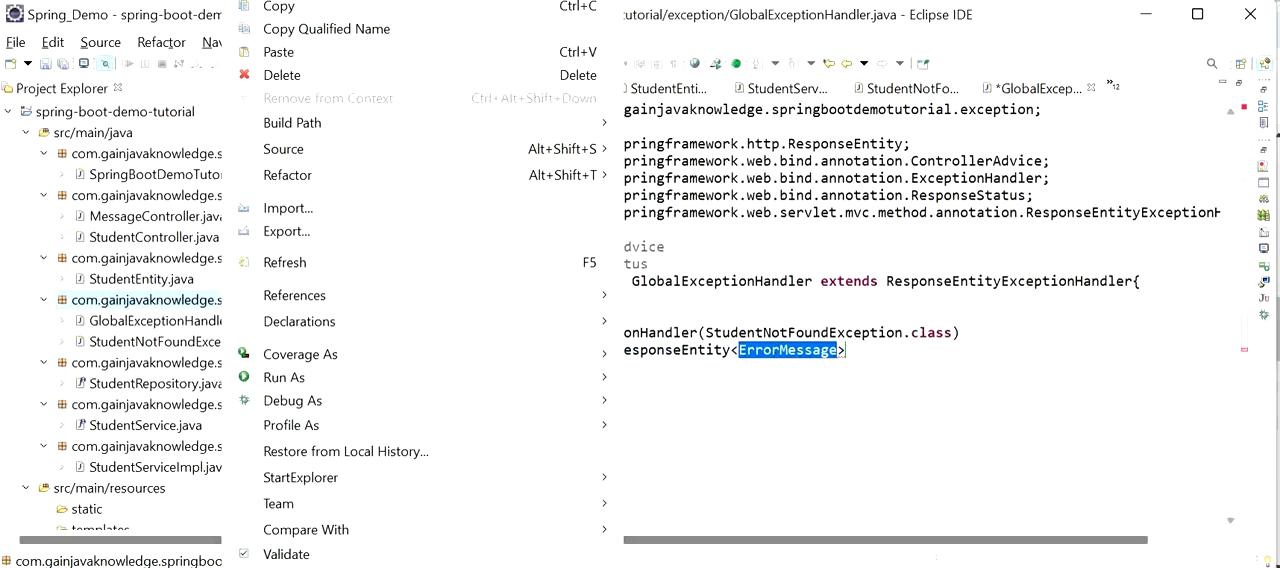 Spring_Demo - spring-boot-dem
tutorial/exception/GlobalExceptionHandler.java - Eclipse IDE
File Edit Source Refactor Nav
Project Explorer
spring-boot-demo-tutorial
src/main/java
com.gainjavaknowledge.s
SpringBootDemoTutor
com.gainjavaknowledge.s
MessageController.java
StudentController.java
com.gainjavaknowledge.s
StudentEntity.java
com.gainjavaknowledge.s
GlobalExceptionHandle
StudentNotFoundExce
com.gainjavaknowledge.s
StudentRepository.java
com.gainjavaknowledge.s
StudentService.java
com.gainjavaknowledge.s
StudentServiceImpl.jav
src/main/resources
static
templates
com.gainjavaknowledge.springboo
Copy Ctrl+C
Copy Qualified Name
Paste Ctrl+V
Delete Delete
Remove from Context Ctrl+Alt+Shift+Down
Build Path
Source Alt+Shift+S
Refactor Alt+Shift+T
Import...
Export...
Refresh F5
References
Declarations
Coverage As
Run As
Debug As
Profile As
Restore from Local History...
StartExplorer
Team
Compare With
Validate
StudentEnti... StudentServ... StudentNotFo... *GlobalExcep... 12
gainjavaknowledge.springbootdemotutorial.exception;
pringframework.http.ResponseEntity;
pringframework.web.bind.annotation.ControllerAdvice;
pringframework.web.bind.annotation.ExceptionHandler;
pringframework.web.bind.annotation.ResponseStatus;
pringframework.web.servlet.mvc.method.annotation.ResponseEntityExceptionH
dvice
tus
GlobalExceptionHandler extends ResponseEntityExceptionHandler{
onHandler(StudentNotFoundException.class)
esponseEntity<ErrorMessage>
Ju